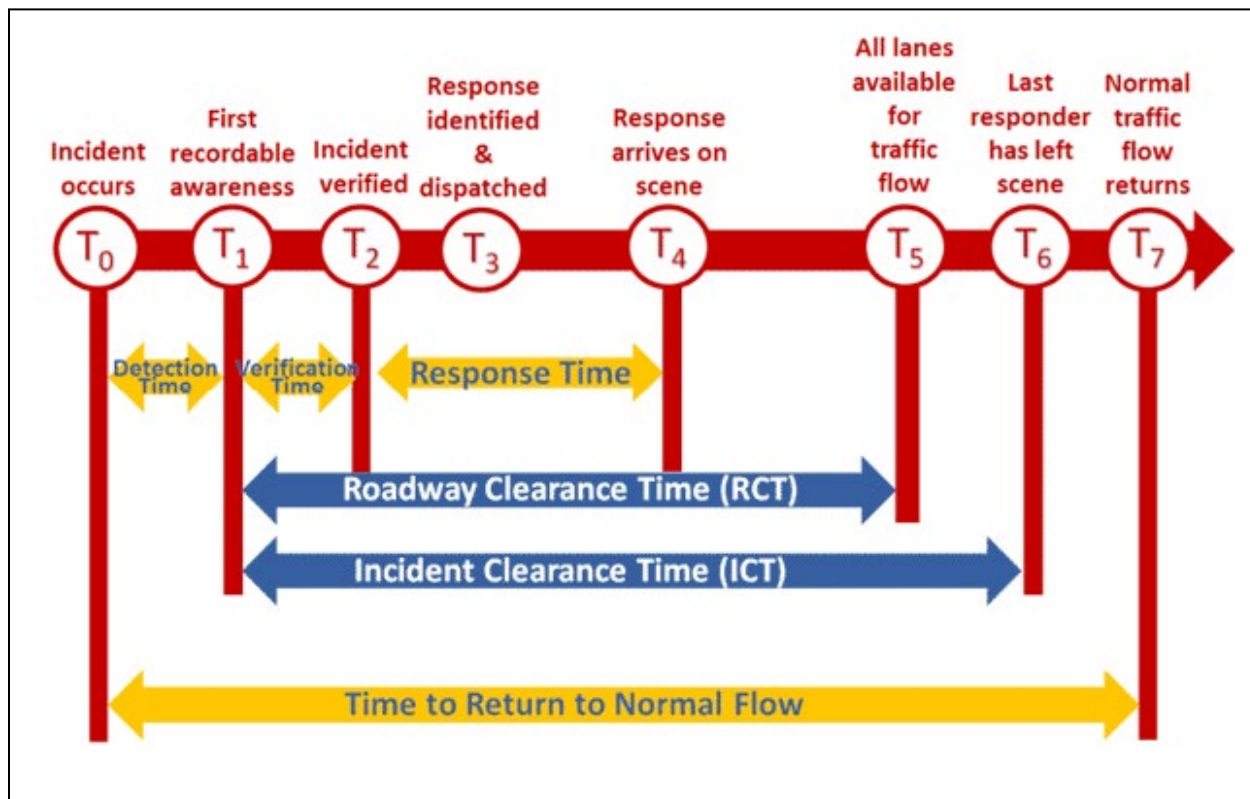 Incident
occurs
First
recordable
awareness
Incident
verified
Response
identified
&
dispatched
Response
arrives on
scene
All lanes
available
for
traffic
flow
Last
responder
has left
scene
Normal
traffic
flow
returns
T0
T1
T2
T3
T4
T5
T6
T7
Detection
Time
Verification
Time
Response Time
Roadway Clearance Time (RCT)
Incident Clearance Time (ICT)
Time to Return to Normal Flow